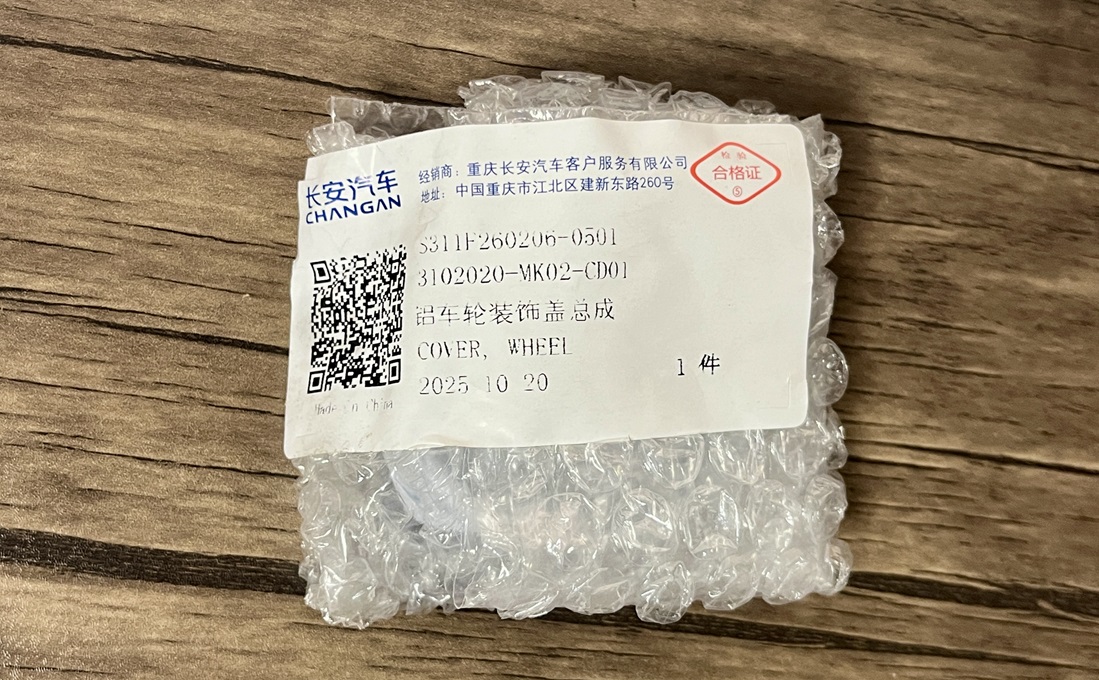 长安汽车
CHANGAN
经销商：重庆长安汽车客户服务有限公司
地址：中国重庆市江北区建新东路260号
检验
合格证
⑤
S311F260206-0501
3102020-MK02-CD01
铝车轮装饰盖总成
COVER, WHEEL
2025 10 20
1 件
Made in China